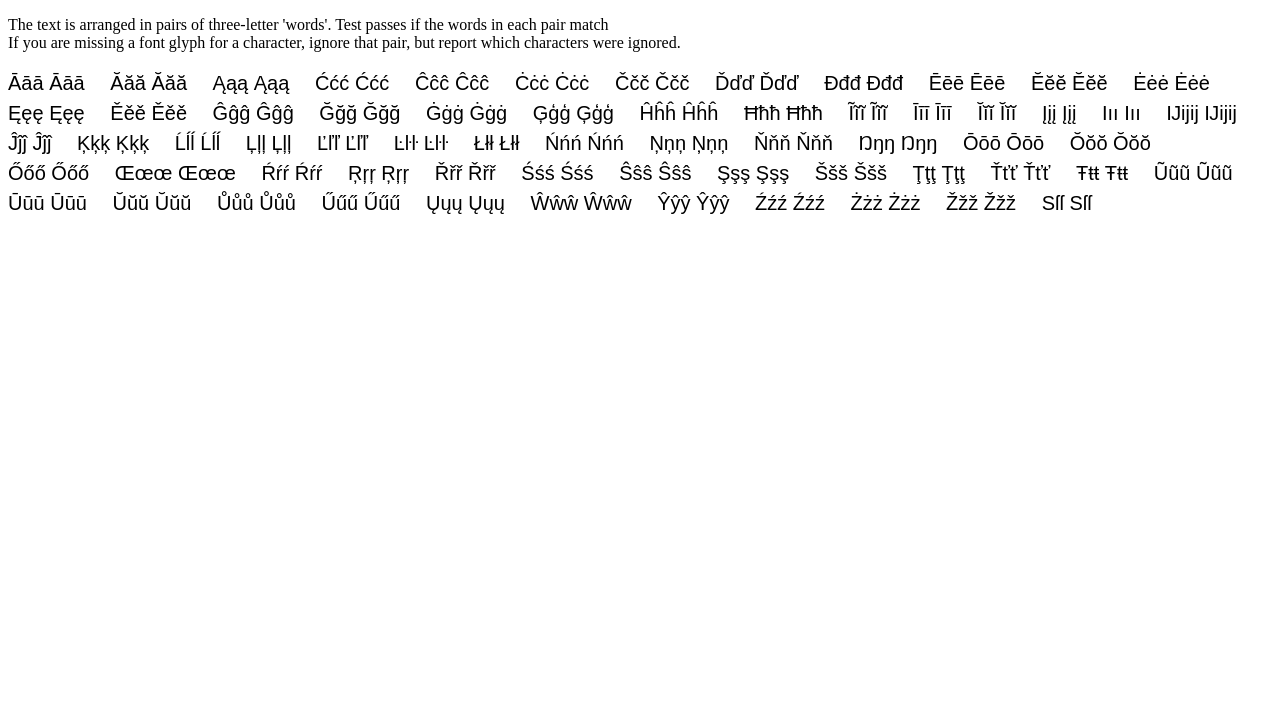 The text is arranged in pairs of three-letter 'words'. Test passes if the words in each pair match
If you are missing a font glyph for a character, ignore that pair, but report which characters were ignored.
Āāā Āāā Ăăă Ăăă Ąąą Ąąą Ććć Ććć Ĉĉĉ Ĉĉĉ Ċċċ Ċċċ Ččč Ččč Ďďď Ďďď Đđđ Đđđ Ēēē Ēēē Ĕĕĕ Ĕĕĕ Ėėė Ėėė
Ęęę Ęęę Ěěě Ěěě Ĝĝĝ Ĝĝĝ Ğğğ Ğğğ Ġġġ Ġġġ Ģģģ Ģģģ Ĥĥĥ Ĥĥĥ Ħħħ Ħħħ Ĩĩĩ Ĩĩĩ Īīī Īīī Ĭĭĭ Ĭĭĭ Įįį Įįį Iıı Iıı Ĳĳĳ Ĳĳĳ
Ĵĵĵ Ĵĵĵ Ķķķ Ķķķ Ĺĺĺ Ĺĺĺ Ļļļ Ļļļ Ľľľ Ľľľ Ŀŀŀ Ŀŀŀ Łłł Łłł Ńńń Ńńń Ņņņ Ņņņ Ňňň Ňňň Ŋŋŋ Ŋŋŋ Ōōō Ōōō Ŏŏŏ Ŏŏŏ
Őőő Őőő Œœœ Œœœ Ŕŕŕ Ŕŕŕ Ŗŗŗ Ŗŗŗ Řřř Řřř Śśś Śśś Ŝŝŝ Ŝŝŝ Şşş Şşş Ššš Ššš Ţţţ Ţţţ Ťťť Ťťť Ŧŧŧ Ŧŧŧ Ũũũ Ũũũ
Ūūū Ūūū Ŭŭŭ Ŭŭŭ Ůůů Ůůů Űűű Űűű Ųųų Ųųų Ŵŵŵ Ŵŵŵ Ŷŷŷ Ŷŷŷ Źźź Źźź Żżż Żżż Žžž Žžž Sſſ Sſſ